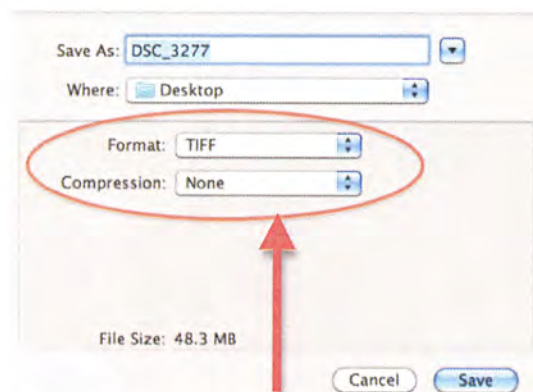 Save As: DSC_3277
Where: Desktop
Format: TIFF
Compression: None
File Size: 48.3 MB
Cancel Save